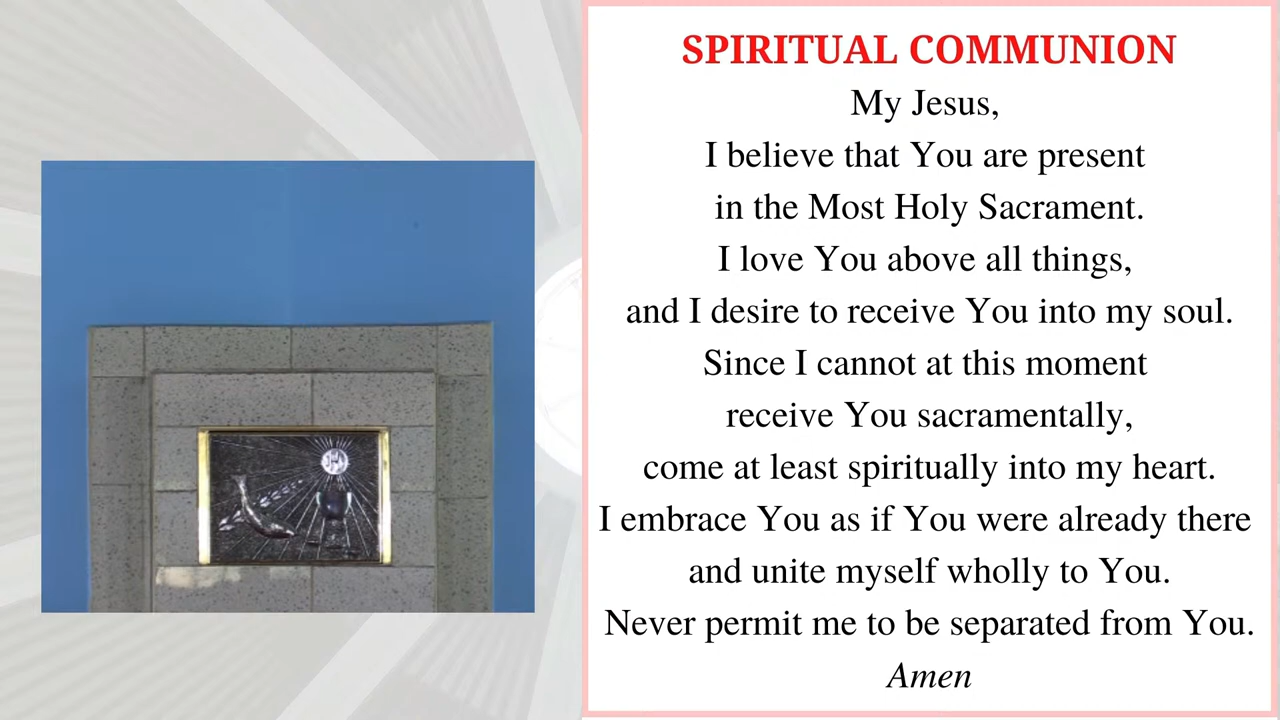 SPIRITUAL COMMUNION
My Jesus,
I believe that You are present
in the Most Holy Sacrament.
I love You above all things,
and I desire to receive You into my soul.
Since I cannot at this moment
receive You sacramentally,
come at least spiritually into my heart.
I embrace You as if You were already there
and unite myself wholly to You.
Never permit me to be separated from You.
Amen